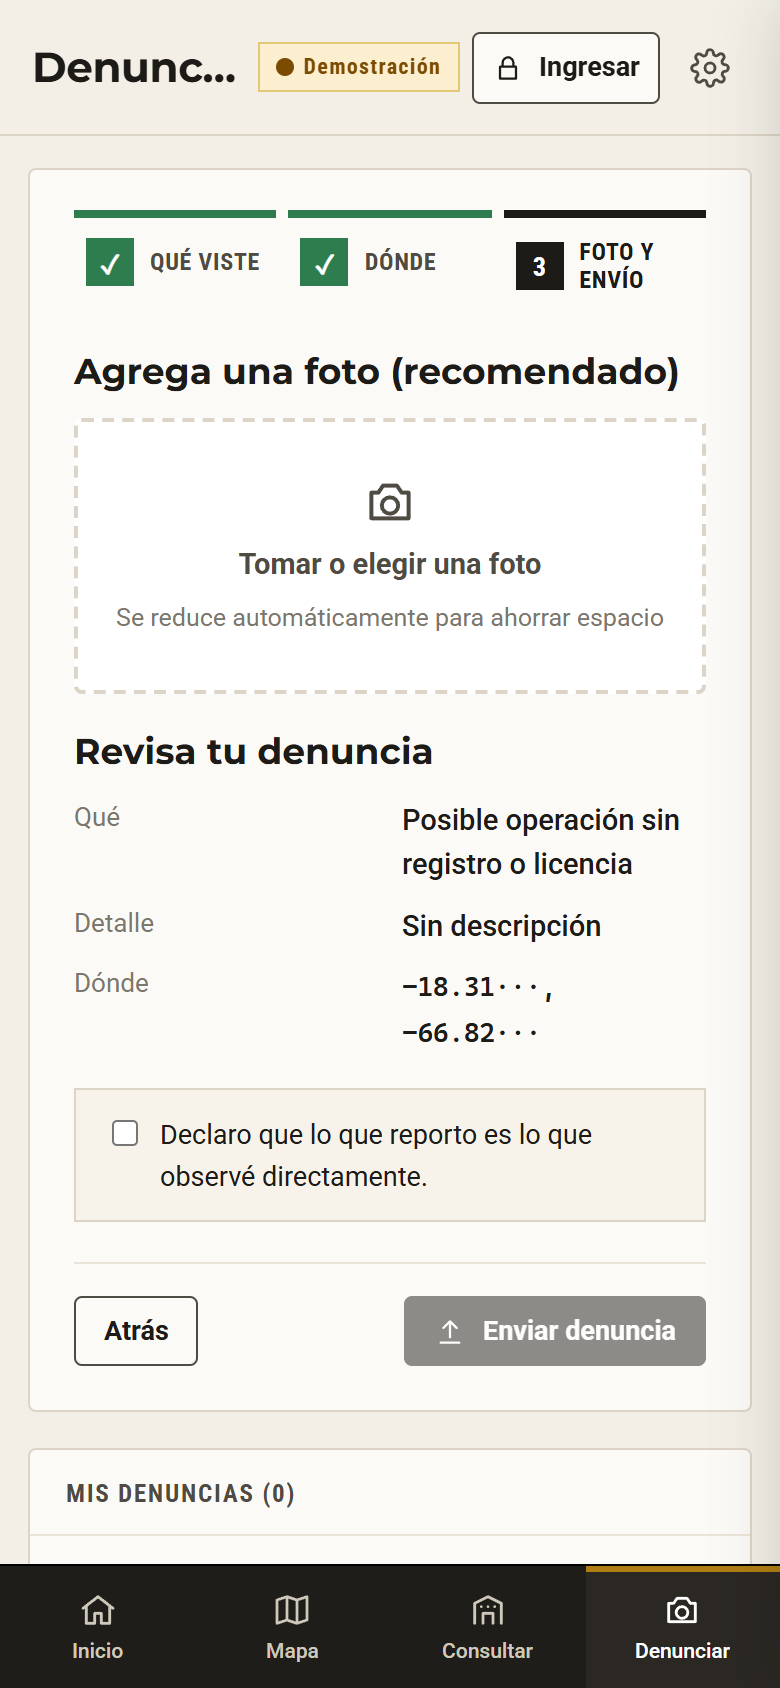 Denunc...
Demostración
Ingresar
QUÉ VISTE
DÓNDE
3
FOTO Y
ENVÍO
Agrega una foto (recomendado)
Tomar o elegir una foto
Se reduce automáticamente para ahorrar espacio
Revisa tu denuncia
Qué
Posible operación sin
registro o licencia
Detalle
Sin descripción
Dónde
−18.31···,
−66.82···
Declaro que lo que reporto es lo que
observé directamente.
Atrás
Enviar denuncia
MIS DENUNCIAS (0)
Inicio
Mapa
Consultar
Denunciar